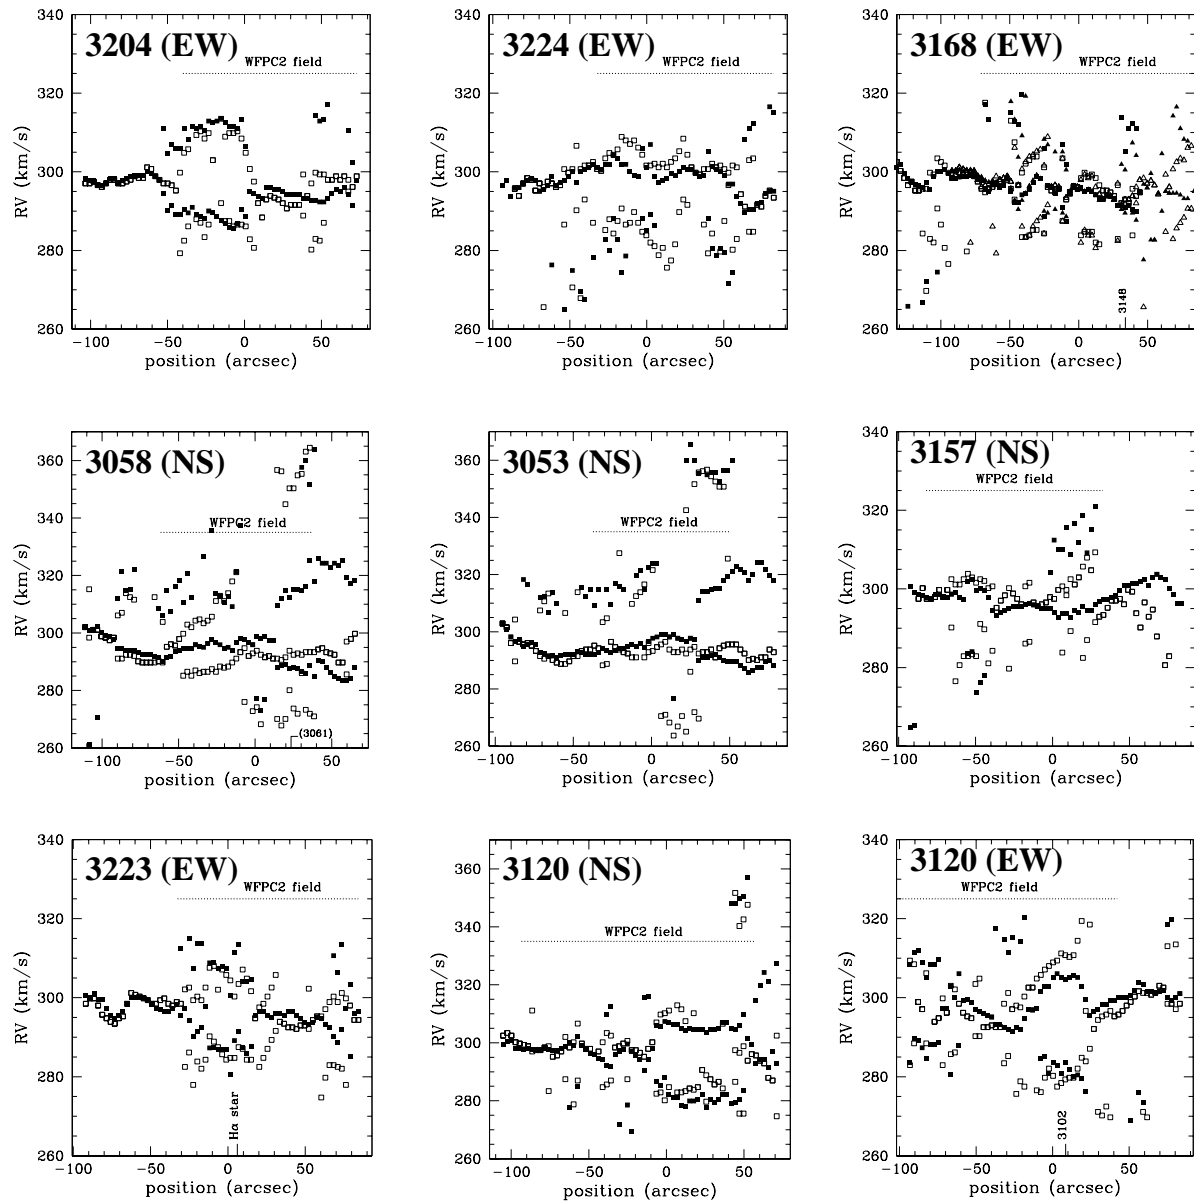 3204 (EW)
WFPC2 field
RV (km/s)
340
320
300
280
260
-100
-50
0
50
position (arcsec)
3224 (EW)
WFPC2 field
RV (km/s)
340
320
300
280
260
-100
-50
0
50
position (arcsec)
3168 (EW)
WFPC2 field
RV (km/s)
340
320
300
280
260
3148
-100
-50
0
50
position (arcsec)
3058 (NS)
WFPC2 field
RV (km/s)
360
340
320
300
280
260
(3061)
-100
-50
0
50
position (arcsec)
3053 (NS)
WFPC2 field
RV (km/s)
360
340
320
300
280
260
-100
-50
0
50
position (arcsec)
3157 (NS)
WFPC2 field
RV (km/s)
340
320
300
280
260
-100
-50
0
50
position (arcsec)
3223 (EW)
WFPC2 field
RV (km/s)
340
320
300
280
260
Hα star
-100
-50
0
50
position (arcsec)
3120 (NS)
WFPC2 field
RV (km/s)
360
340
320
300
280
260
-100
-50
0
50
position (arcsec)
3120 (EW)
WFPC2 field
RV (km/s)
340
320
300
280
260
3102
-100
-50
0
50
position (arcsec)